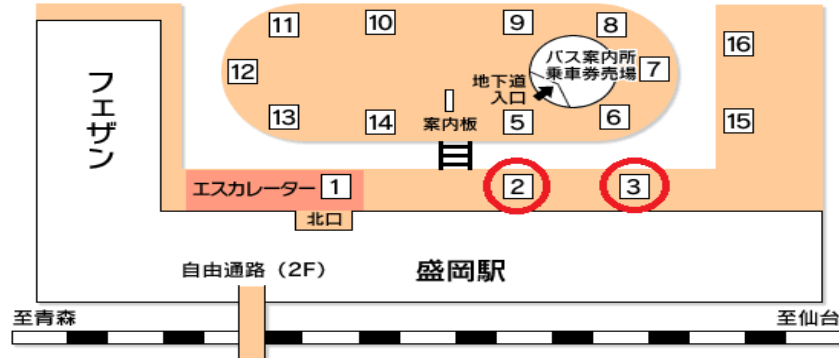 11
10
9
8
16
フェザン
12
バス案内所
乗車券売場
7
地下道
入口
13
14
案内板
5
6
15
エスカレーター
1
2
3
北口
自由通路（2F）
盛岡駅
至青森
至仙台